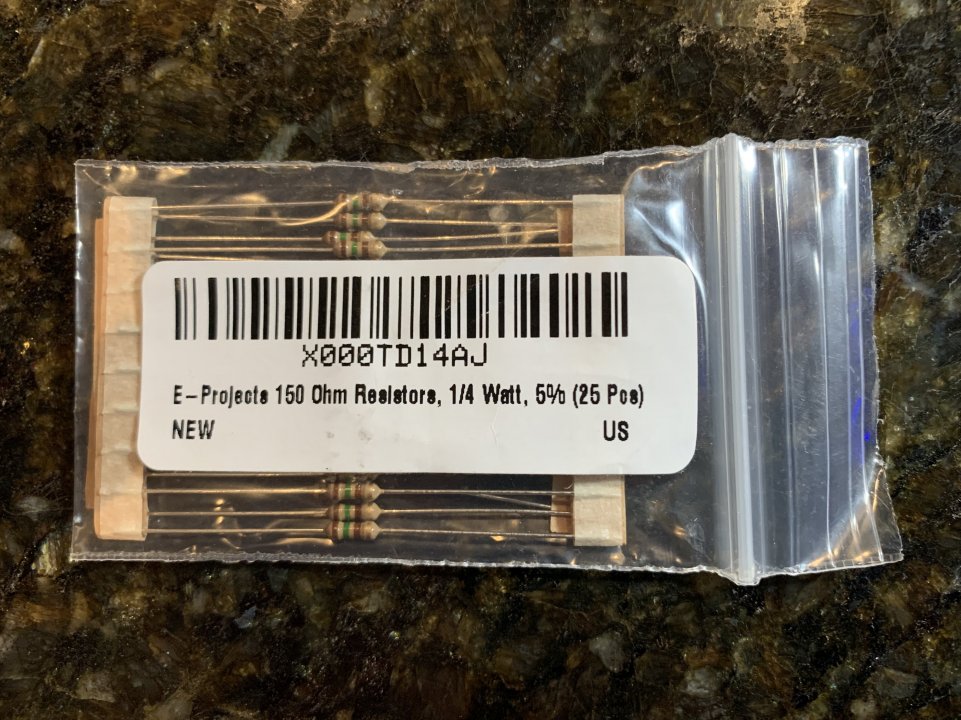 X000TD14AJ
E-Projects 150 Ohm Resistors, 1/4 Watt, 5% (25 Pcs)
NEW US